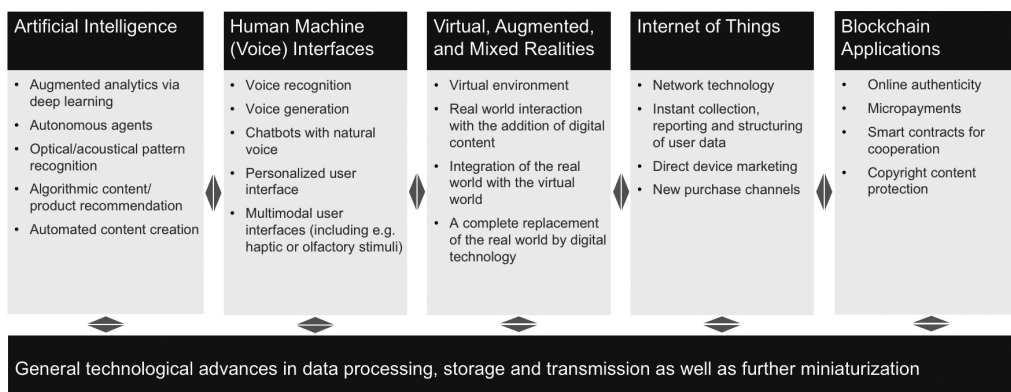 Artificial Intelligence
• Augmented analytics via
deep learning
• Autonomous agents
• Optical/acoustical pattern
recognition
• Algorithmic content/
product recommendation
• Automated content creation
Human Machine
(Voice) Interfaces
• Voice recognition
• Voice generation
• Chatbots with natural
voice
• Personalized user
interface
• Multimodal user
interfaces (including e.g.
haptic or olfactory stimuli)
Virtual, Augmented,
and Mixed Realities
• Virtual environment
• Real world interaction
with the addition of digital
content
• Integration of the real
world with the virtual
world
• A complete replacement
of the real world by digital
technology
Internet of Things
• Network technology
• Instant collection,
reporting and structuring
of user data
• Direct device marketing
• New purchase channels
Blockchain
Applications
• Online authenticity
• Micropayments
• Smart contracts for
cooperation
• Copyright content
protection
General technological advances in data processing, storage and transmission as well as further miniaturization